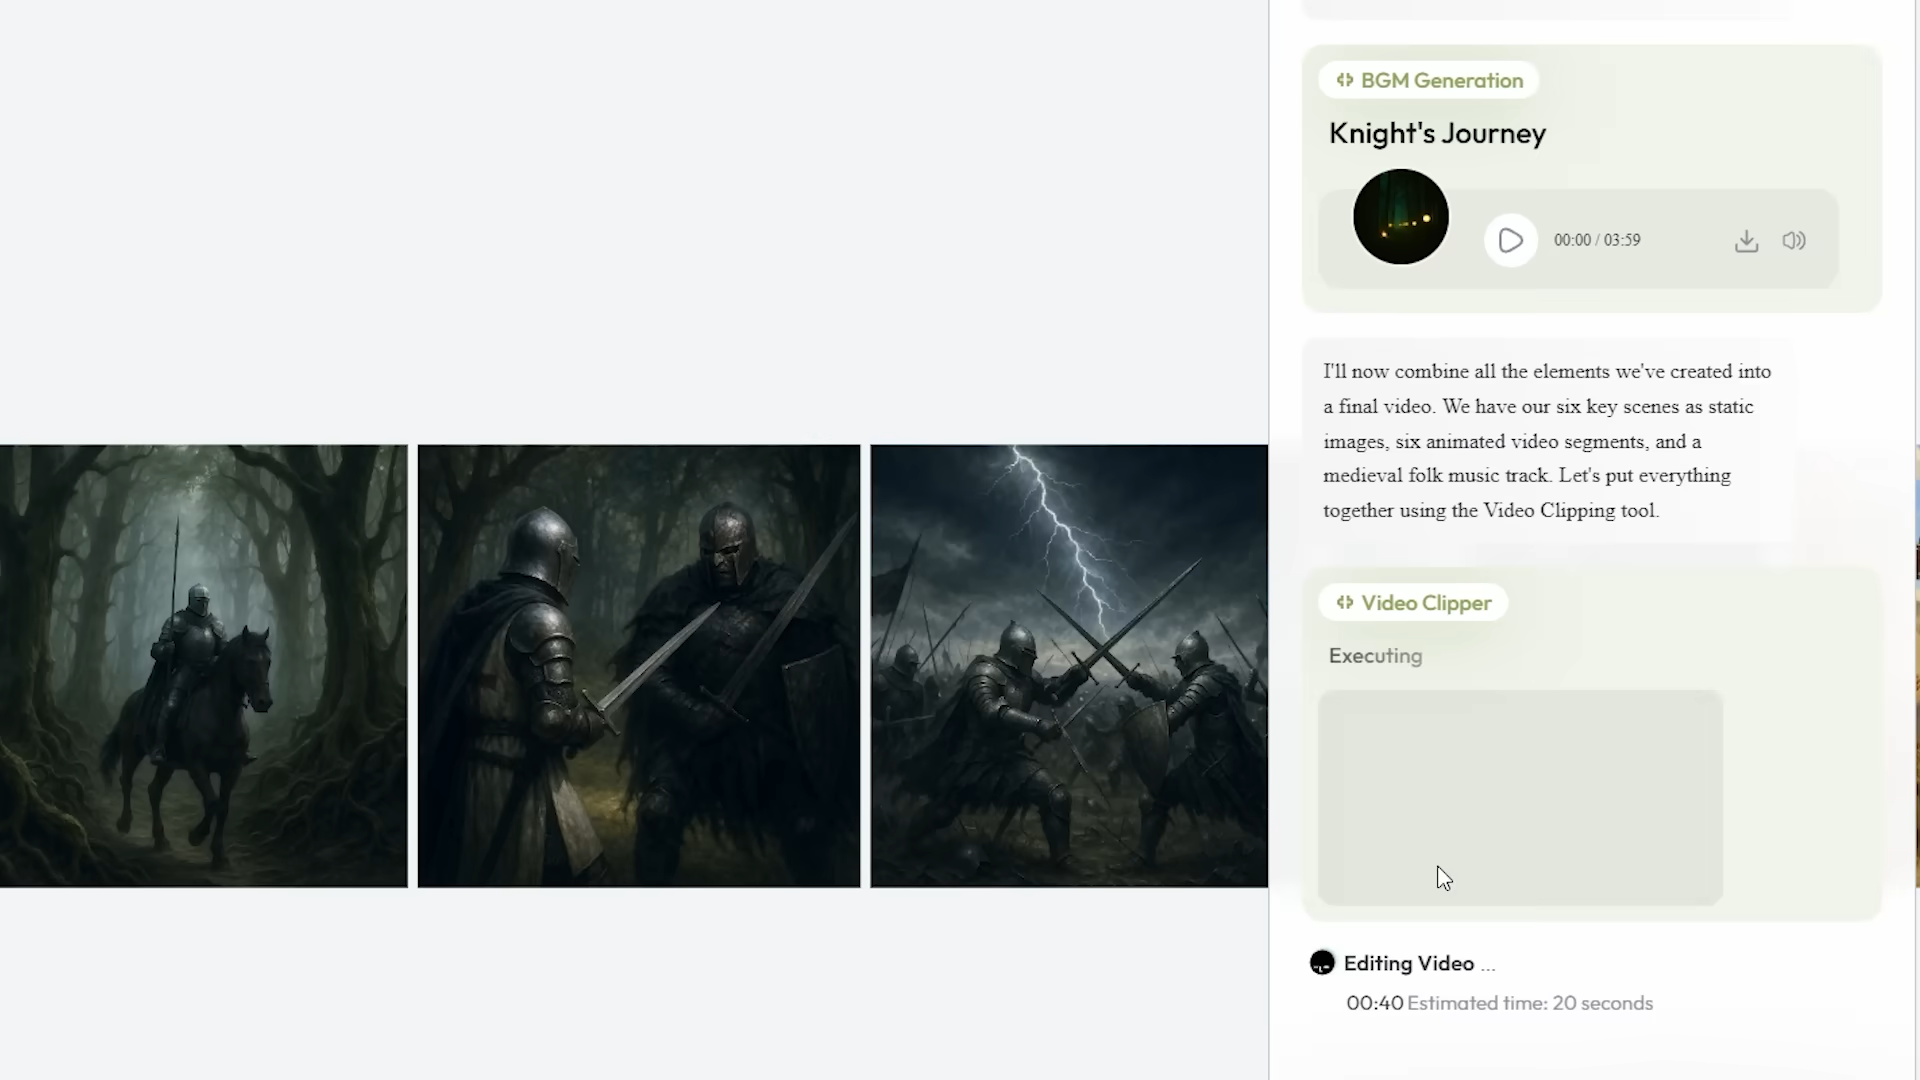 BGM Generation
Knight's Journey
00:00 / 03:59
I'll now combine all the elements we've created into
a final video. We have our six key scenes as static
images, six animated video segments, and a
medieval folk music track. Let's put everything
together using the Video Clipping tool.
Video Clipper
Executing
Editing Video ...
00:40 Estimated time: 20 seconds